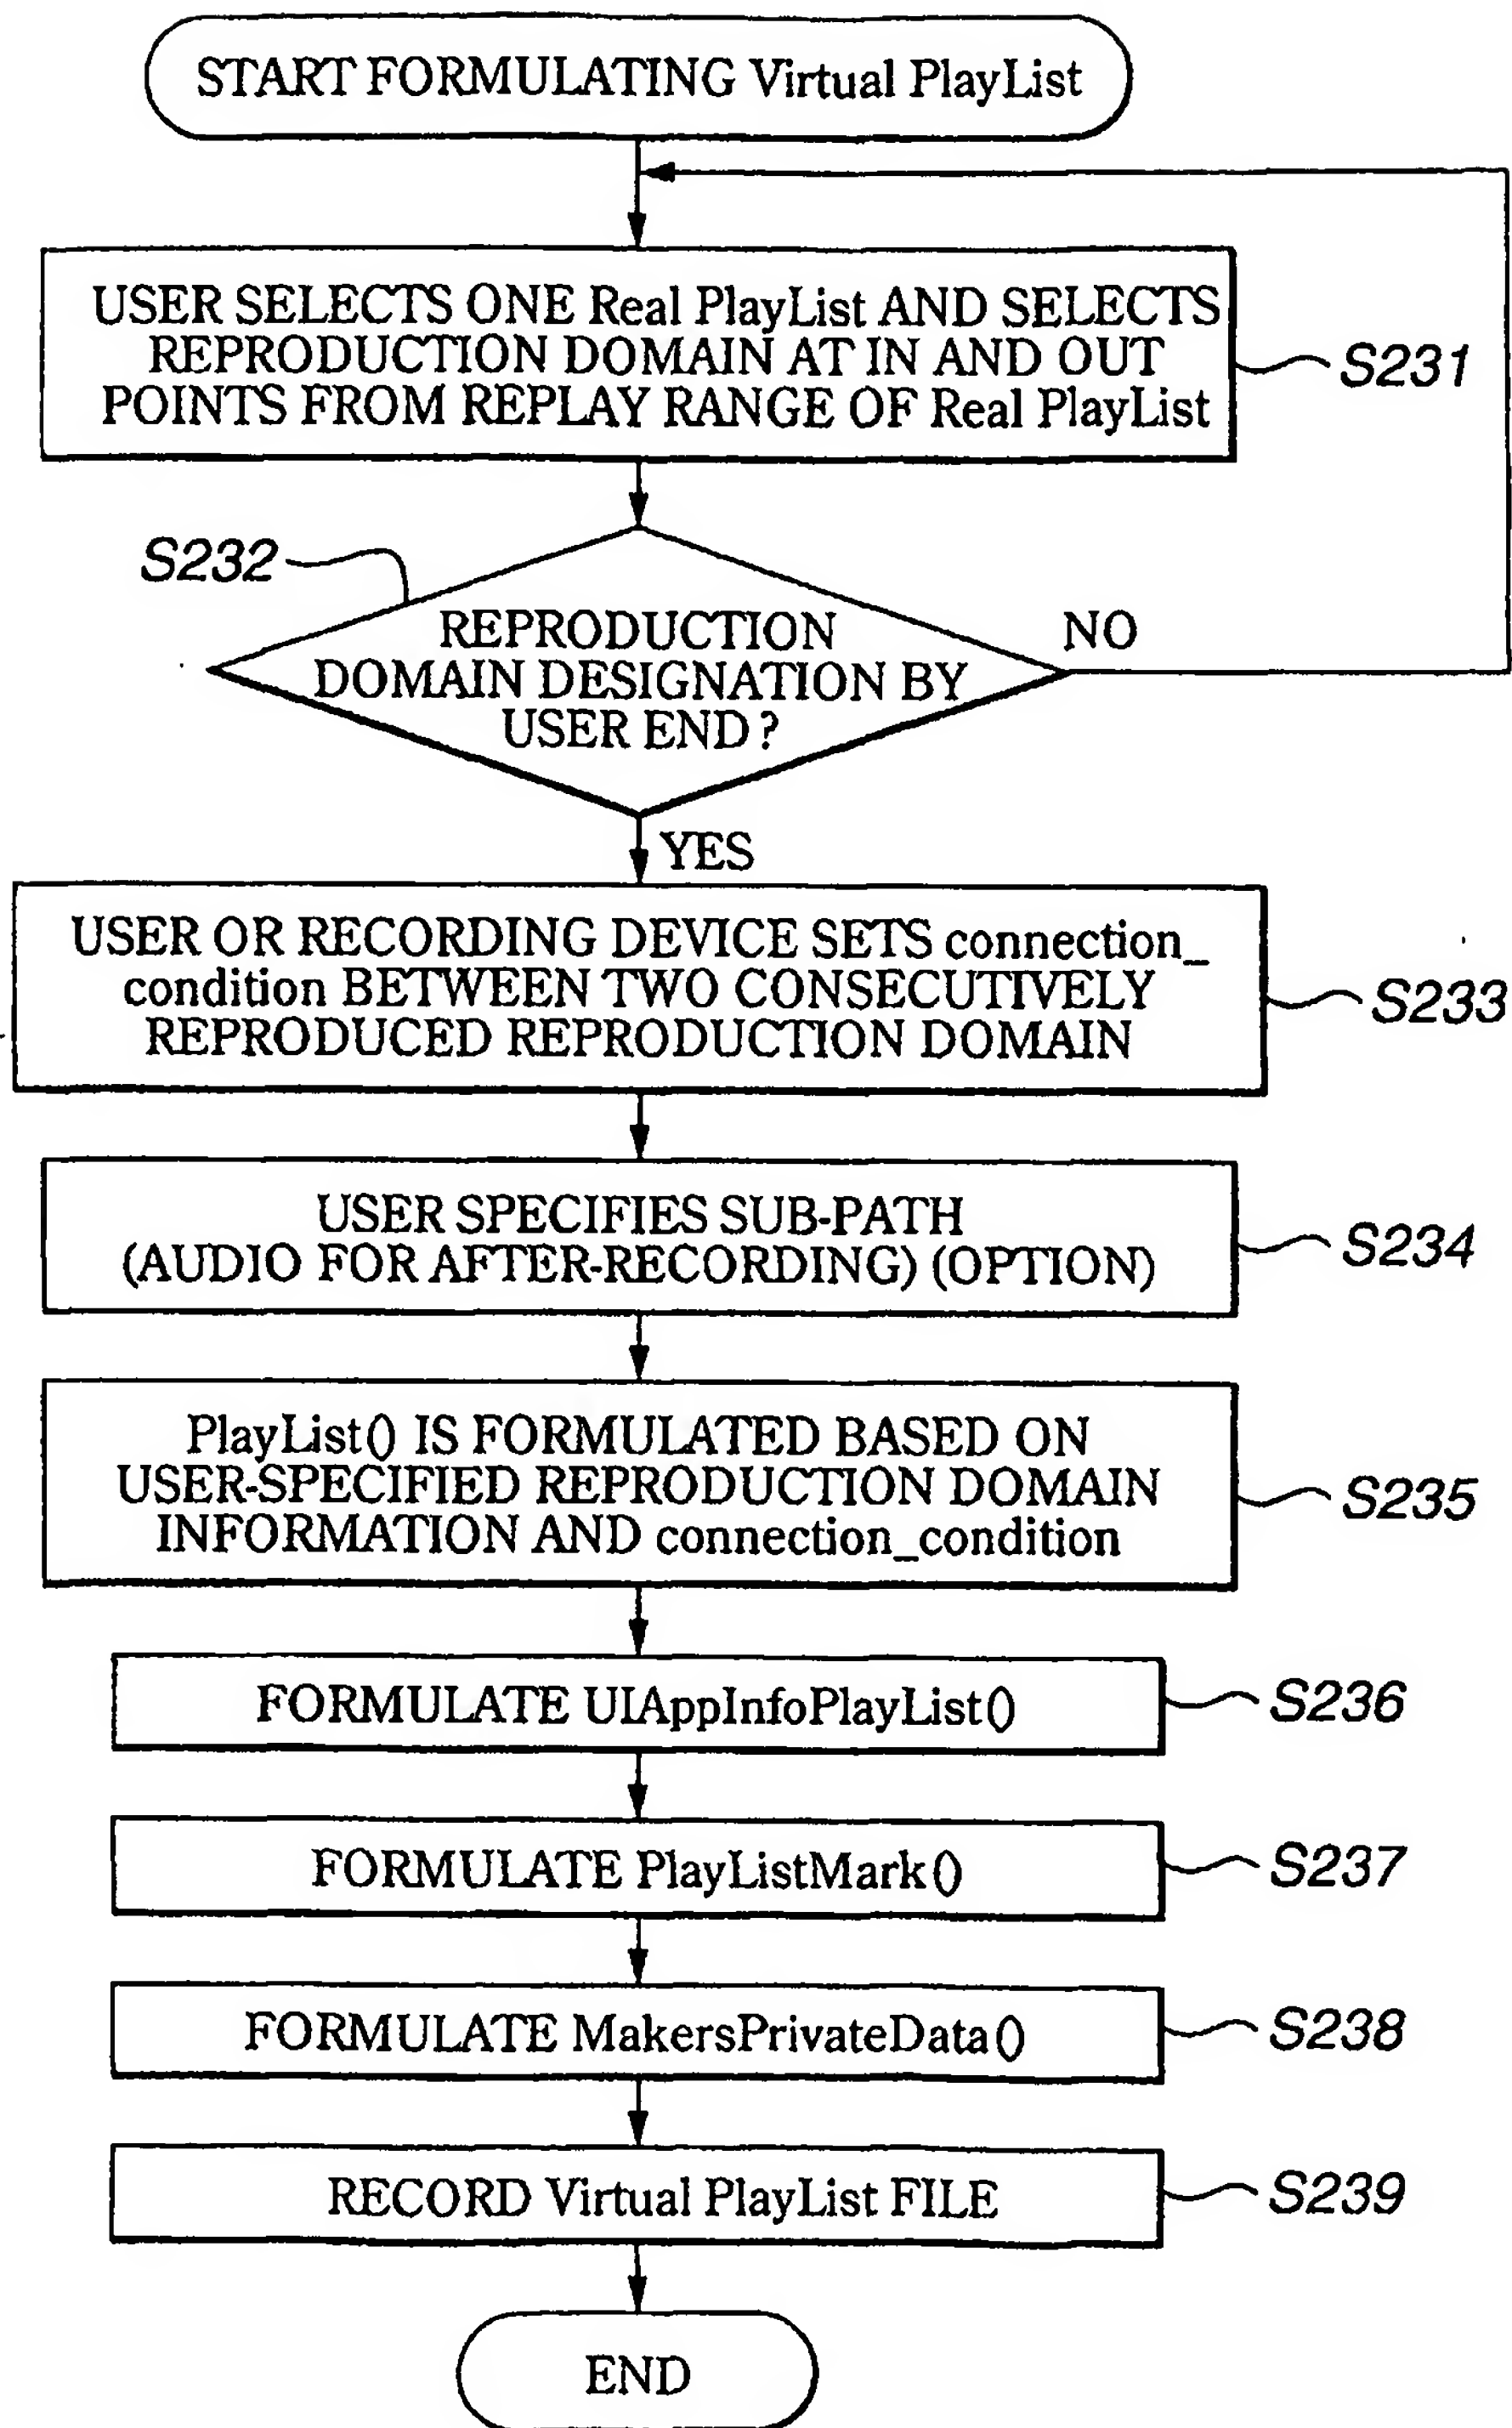 START FORMULATING Virtual PlayList
USER SELECTS ONE Real PlayList AND SELECTS
REPRODUCTION DOMAIN AT IN AND OUT
POINTS FROM REPLAY RANGE OF Real PlayList
S231
S232
REPRODUCTION
DOMAIN DESIGNATION BY
USER END?
NO
YES
USER OR RECORDING DEVICE SETS connection_
condition BETWEEN TWO CONSECUTIVELY
REPRODUCED REPRODUCTION DOMAIN
S233
USER SPECIFIES SUB-PATH
(AUDIO FOR AFTER-RECORDING) (OPTION)
S234
PlayList() IS FORMULATED BASED ON
USER-SPECIFIED REPRODUCTION DOMAIN
INFORMATION AND connection_condition
S235
FORMULATE UIAppInfoPlayList()
S236
FORMULATE PlayListMark()
S237
FORMULATE MakersPrivateData()
S238
RECORD Virtual PlayList FILE
S239
END